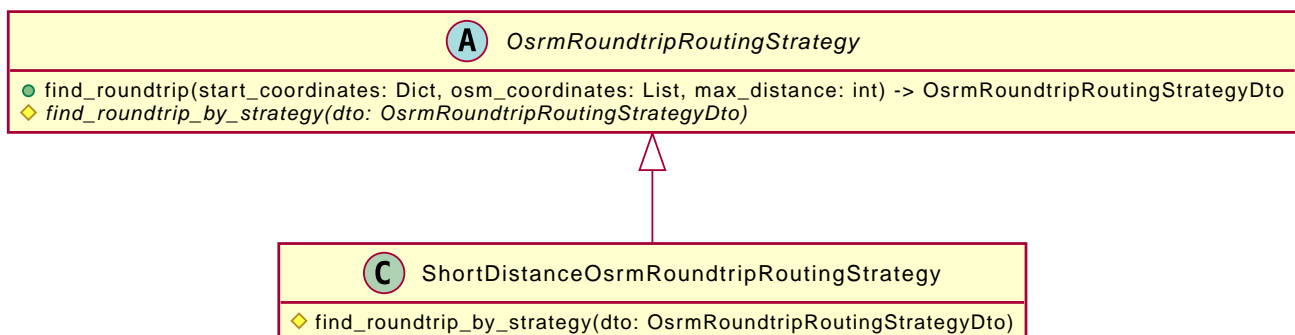 A OsrmRoundtripRoutingStrategy
find_roundtrip(start_coordinates: Dict, osm_coordinates: List, max_distance: int) -> OsrmRoundtripRoutingStrategyDto
find_roundtrip_by_strategy(dto: OsrmRoundtripRoutingStrategyDto)
C ShortDistanceOsrmRoundtripRoutingStrategy
find_roundtrip_by_strategy(dto: OsrmRoundtripRoutingStrategyDto)